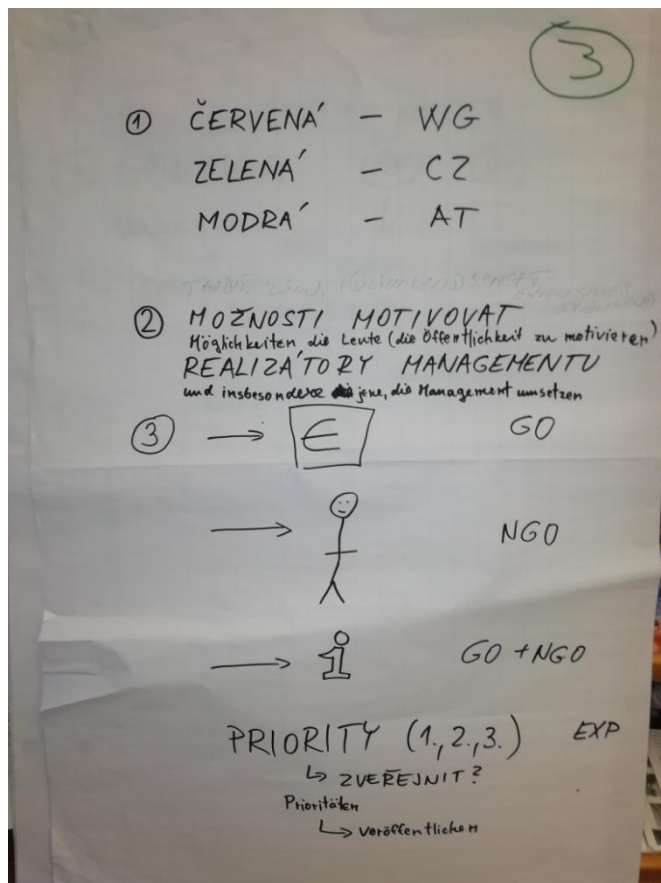 3
① ČERVENÁ – WG
ZELENÁ – CZ
MODRÁ – AT
② MOŽNOSTI MOTIVOVAT
Möglichkeiten die Leute (die Öffentlichkeit zu motivieren)
REALIZÁTORY MANAGEMENTU
und insbesondere jene, die Management umsetzen
③ → € GO
→ NGO
→ i GO + NGO
PRIORITY (1., 2., 3.) EXP
↳ ZVEŘEJNIT?
Prioritäten
↳ veröffentlichen